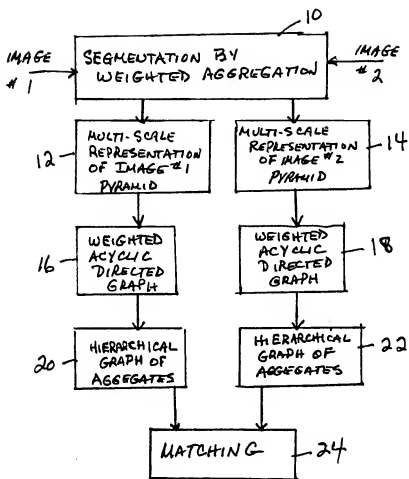 10
IMAGE
# 1
SEGMENTATION BY
WEIGHTED AGGREGATION
IMAGE
# 2
12
MULTI-SCALE
REPRESENTATION
OF IMAGE #1
PYRAMID
MULTI-SCALE
REPRESENTATION
OF IMAGE #2
PYRAMID
14
16
WEIGHTED
ACYCLIC
DIRECTED
GRAPH
WEIGHTED
ACYCLIC
DIRECTED
GRAPH
18
20
HIERARCHICAL
GRAPH OF
AGGEGATES
HIERARCHICAL
GRAPH OF
AGGEGATES
22
MATCHING
24